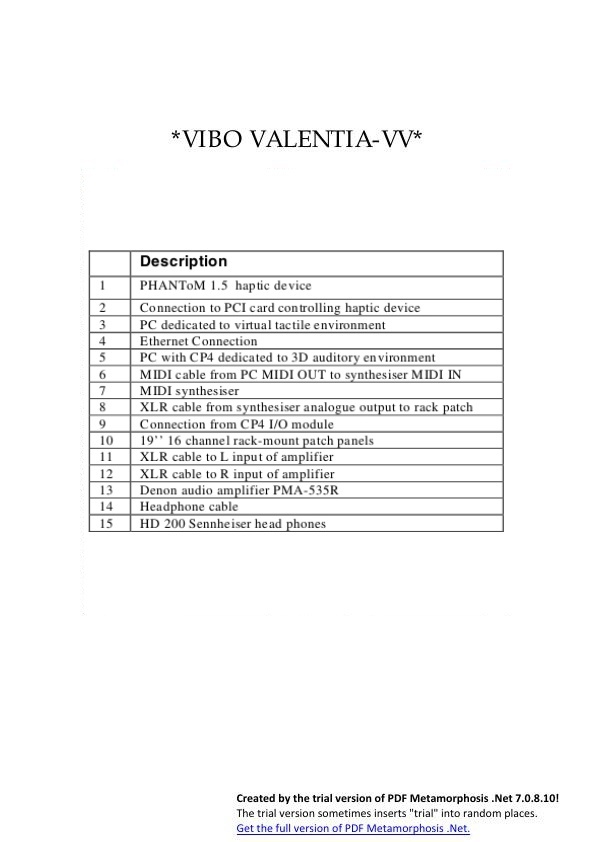 *VIBO VALENTIA-VV*
Description
1 PHANToM 1.5 haptic device
2 Connection to PCI card controlling haptic device
3 PC dedicated to virtual tactile environment
4 Ethernet Connection
5 PC with CP4 dedicated to 3D auditory environment
6 MIDI cable from PC MIDI OUT to synthesiser MIDI IN
7 MIDI synthesiser
8 XLR cable from synthesiser analogue output to rack patch
9 Connection from CP4 I/O module
10 19’’ 16 channel rack-mount patch panels
11 XLR cable to L input of amplifier
12 XLR cable to R input of amplifier
13 Denon audio amplifier PMA-535R
14 Headphone cable
15 HD 200 Sennheiser head phones
Created by the trial version of PDF Metamorphosis .Net 7.0.8.10!
The trial version sometimes inserts "trial" into random places.
Get the full version of PDF Metamorphosis .Net.